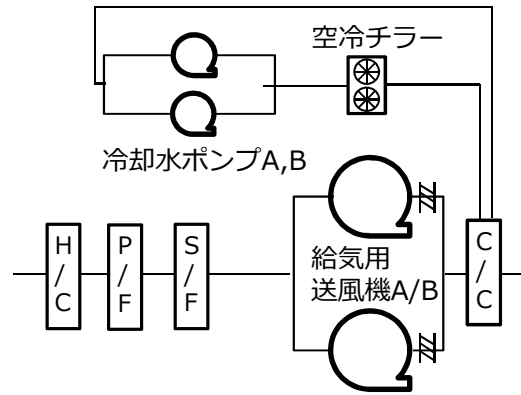 空冷チラー
冷却水ポンプA,B
H/C
P/F
S/F
給気用
送風機A/B
C/C